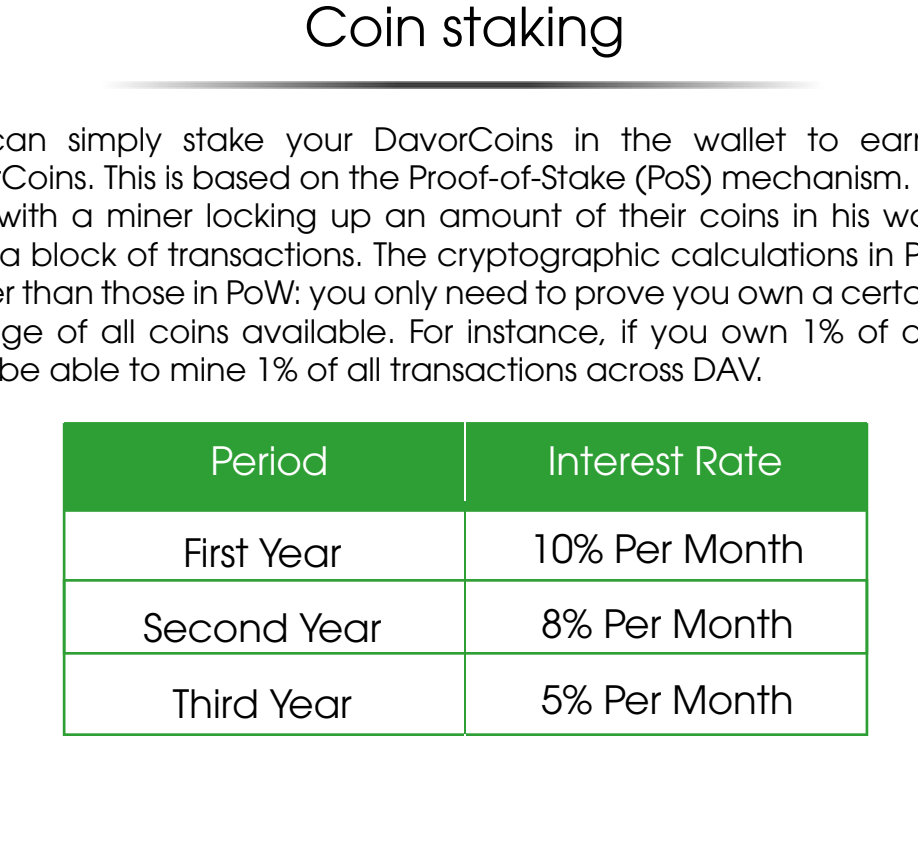 Coin staking
can simply stake your DavorCoins in the wallet to earn
Coins. This is based on the Proof-of-Stake (PoS) mechanism.
with a miner locking up an amount of their coins in his
a block of transactions. The cryptographic calculations in
than those in PoW: you only need to prove you own a
of all coins available. For instance, if you own 1% of
be able to mine 1% of all transactions across DAV.
Period Interest Rate
First Year 10% Per Month
Second Year 8% Per Month
Third Year 5% Per Month